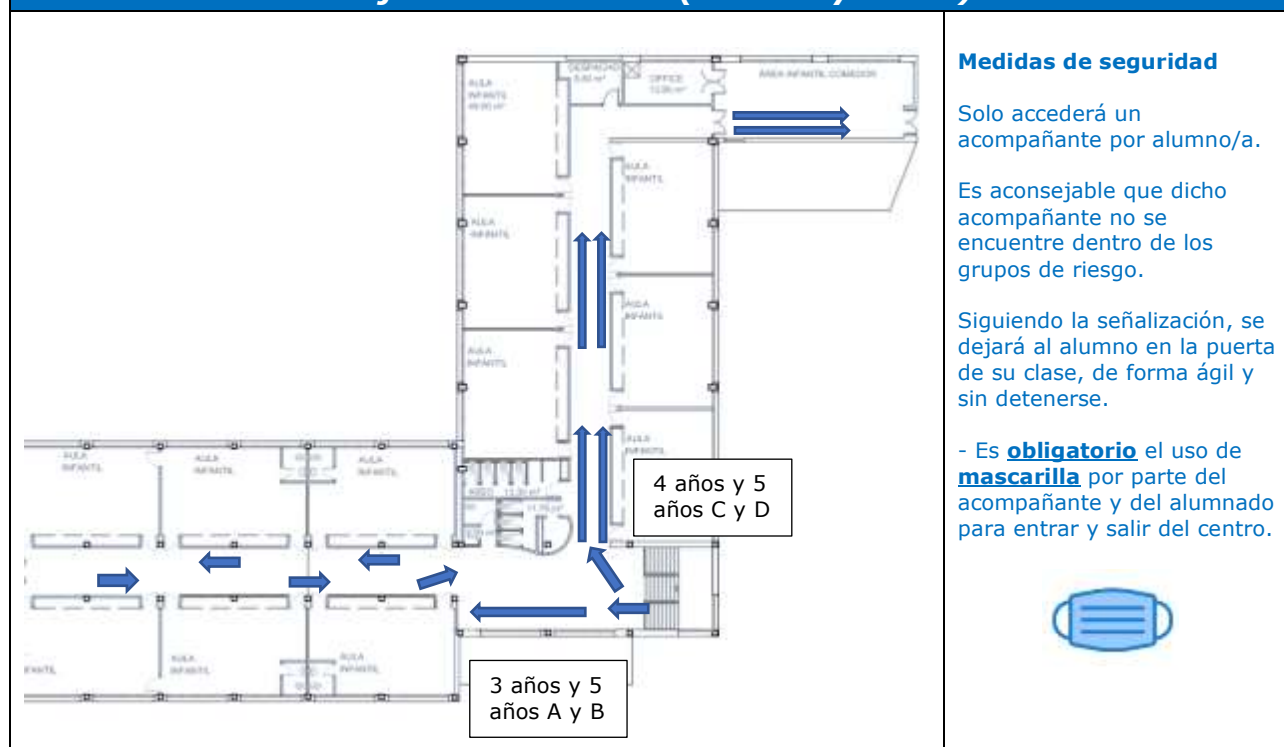 AULA
INFANTIL
DESPACHO
OFFICE
AREA INFANTIL COMEDOR
AULA
INFANTIL
AULA
INFANTIL
AULA
INFANTIL
AULA
INFANTIL
AULA
INFANTIL
AULA
INFANTIL
AULA
INFANTIL
AULA
INFANTIL
ASEO
4 años y 5
años C y D
AULA
INFANTIL
AULA
INFANTIL
3 años y 5
años A y B
Medidas de seguridad
Solo accederá un
acompañante por alumno/a.
Es aconsejable que dicho
acompañante no se
encuentre dentro de los
grupos de riesgo.
Siguiendo la señalización, se
dejará al alumno en la puerta
de su clase, de forma ágil y
sin detenerse.
- Es obligatorio el uso de
mascarilla por parte del
acompañante y del alumnado
para entrar y salir del centro.